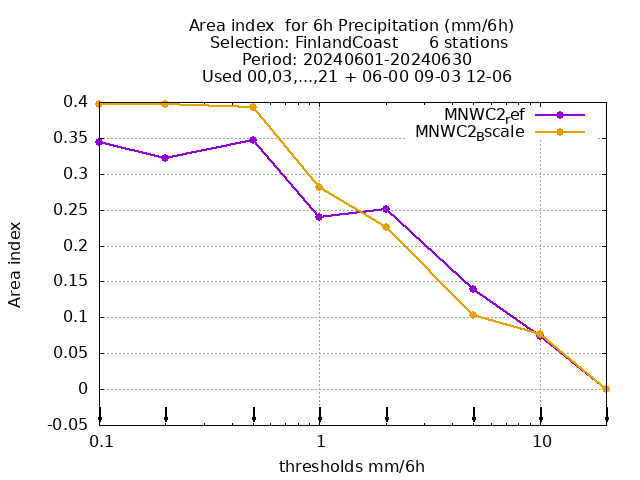 Area index  for 6h Precipitation (mm/6h)
Selection: FinlandCoast      6 stations
Period: 20240601-20240630
Used 00,03,...,21 + 06-00 09-03 12-06
MNWC2ref
MNWC2Bscale
0.4
0.35
0.3
0.25
0.2
0.15
0.1
0.05
0
-0.05
Area index
0.1
1
10
thresholds mm/6h